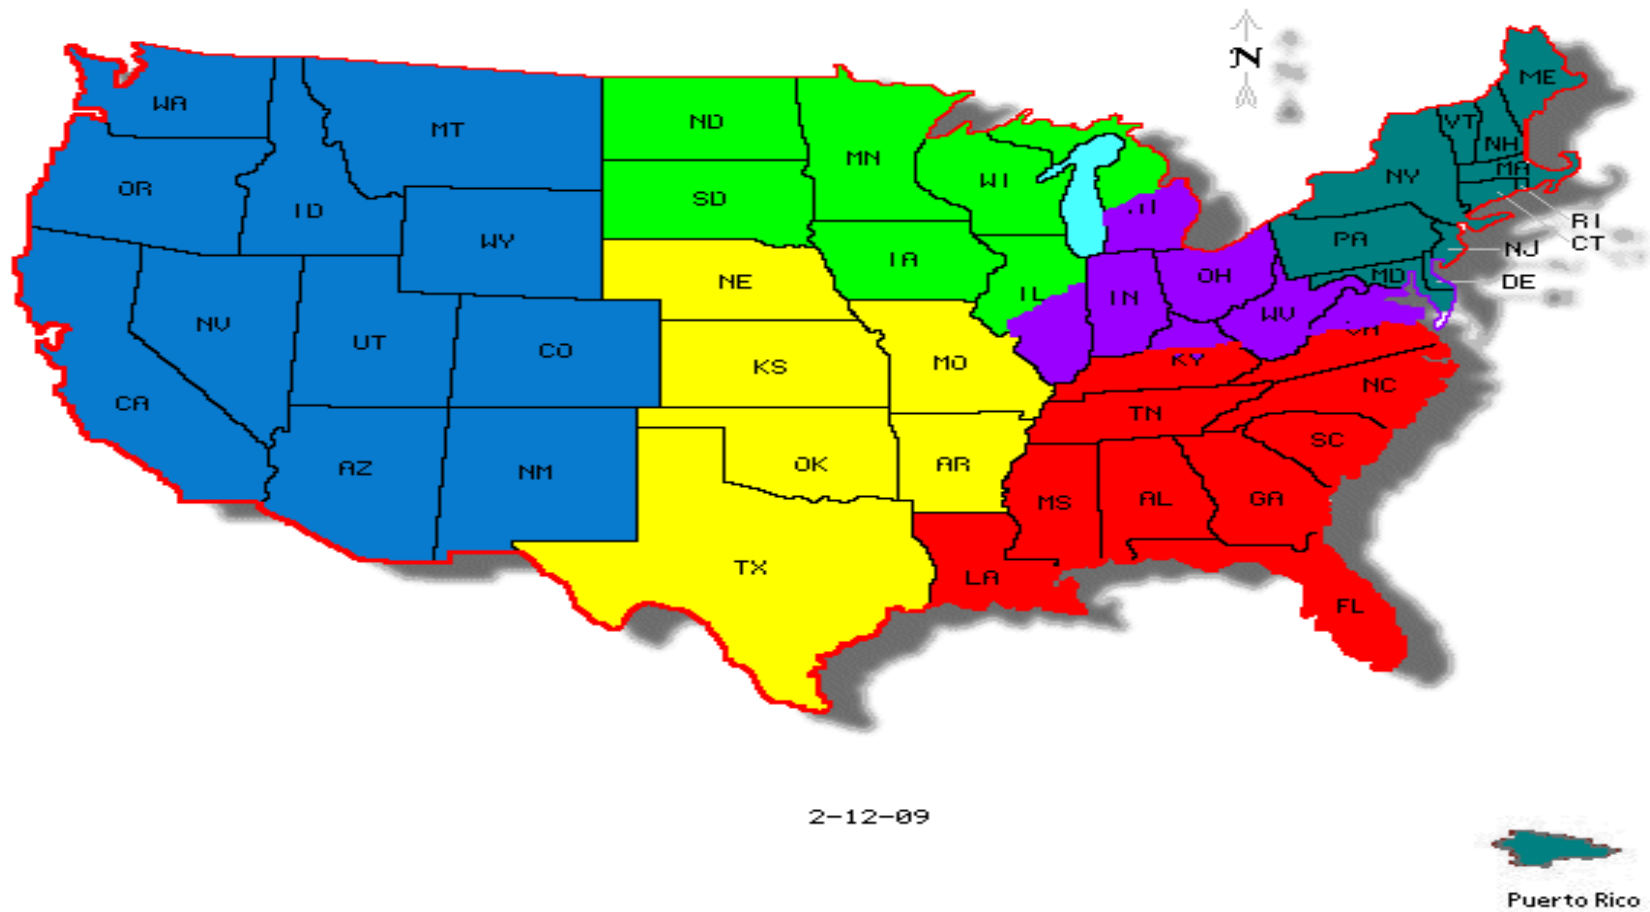 N
ME
WA
VT
ND
MT
NH
MN
MA
NY
WI
OR
SD
ID
RI
WY
PA
CT
NJ
IA
MD
OH
NE
DE
IL
IN
WV
NV
UT
CO
KY
MO
KS
NC
CA
TN
SC
OK
AR
AZ
NM
GA
AL
MS
TX
LA
FL
2-12-09
Puerto Rico